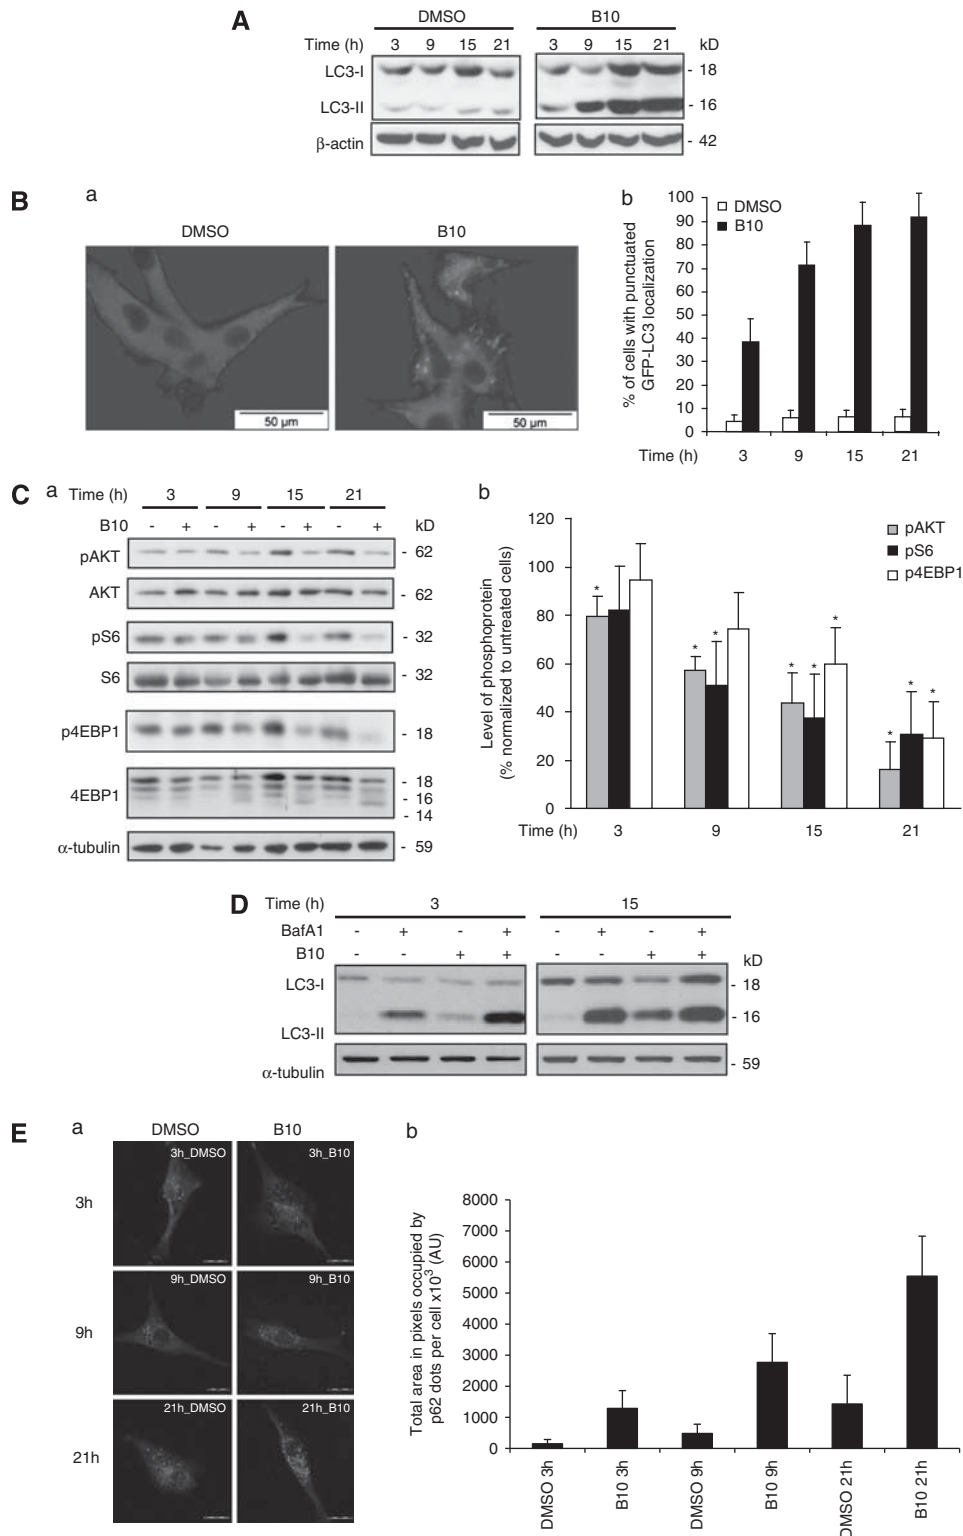 A
DMSO B10
Time (h) 3 9 15 21 3 9 15 21 kD
LC3-I - 18
LC3-II - 16
β-actin - 42
B
a
DMSO B10
50 µm 50 µm
b
DMSO
B10
% of cells with punctuated
GFP-LC3 localization
100
90
80
70
60
50
40
30
20
10
0
Time (h) 3 9 15 21
C
a
Time (h) 3 9 15 21
B10 - + - + - + - + kD
pAKT - 62
AKT - 62
pS6 - 32
S6 - 32
p4EBP1 - 18
4EBP1 - 18
- 16
- 14
α-tubulin - 59
b
pAKT
pS6
p4EBP1
Level of phosphoprotein
(% normalized to untreated cells)
120
100
80
60
40
20
0
* * * * * * * * *
Time (h) 3 9 15 21
D
Time (h) 3 15
BafA1 - + - + - + - +
B10 - - + + - - + +
kD
LC3-I - 18
- 16
LC3-II
α-tubulin - 59
E
a
DMSO B10
3h 3h_DMSO 3h_B10
9h 9h_DMSO 9h_B10
21h 21h_DMSO 21h_B10
b
Total area in pixels occupied by
p62 dots per cell x10³ (AU)
8000
7000
6000
5000
4000
3000
2000
1000
0
DMSO 3h
B10 3h
DMSO 9h
B10 9h
DMSO 21h
B10 21h